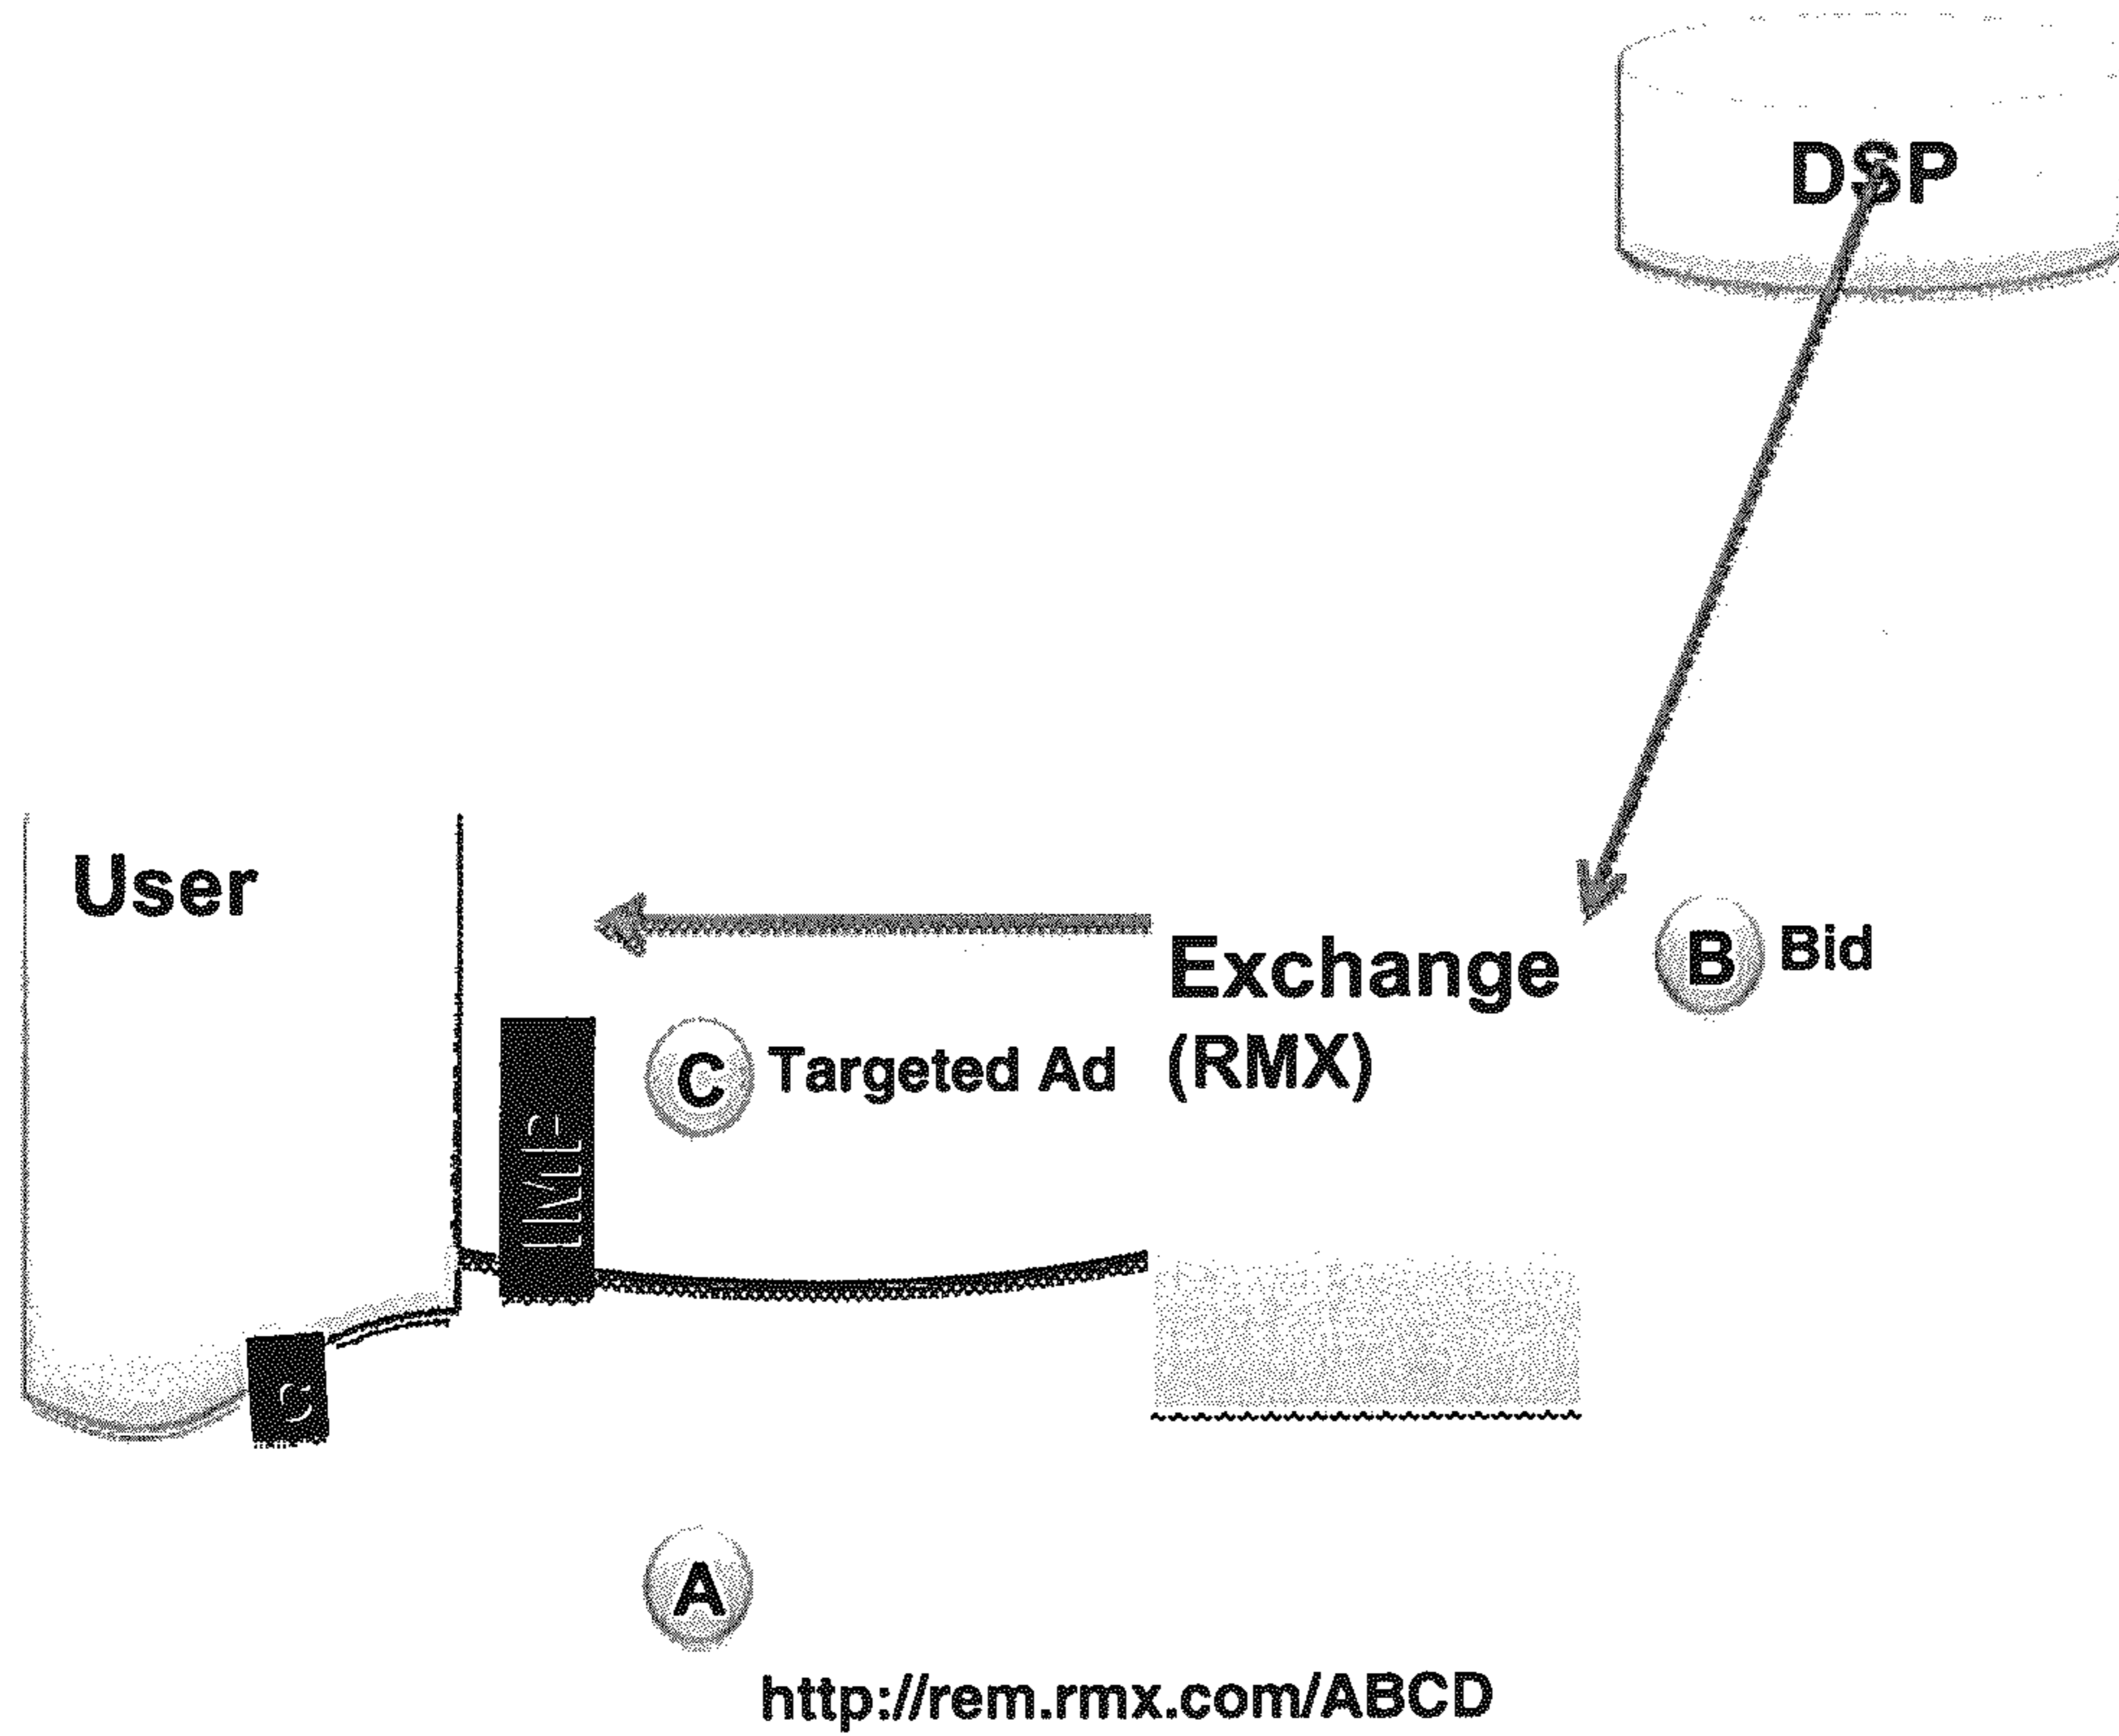 DSP
User
Exchange
(RMX)
B Bid
C Targeted Ad
A
http://rem.rmx.com/ABCD